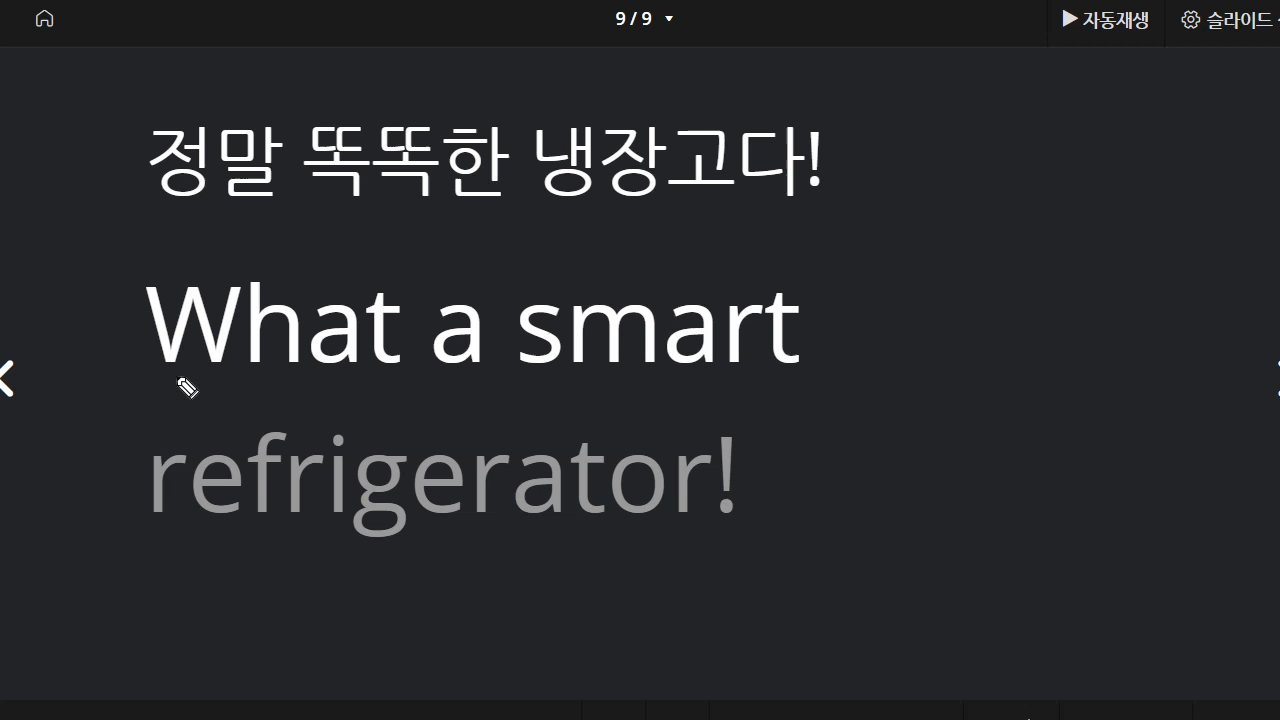 9 / 9
자동재생
슬라이드
정말 똑똑한 냉장고다!
What a smart
refrigerator!